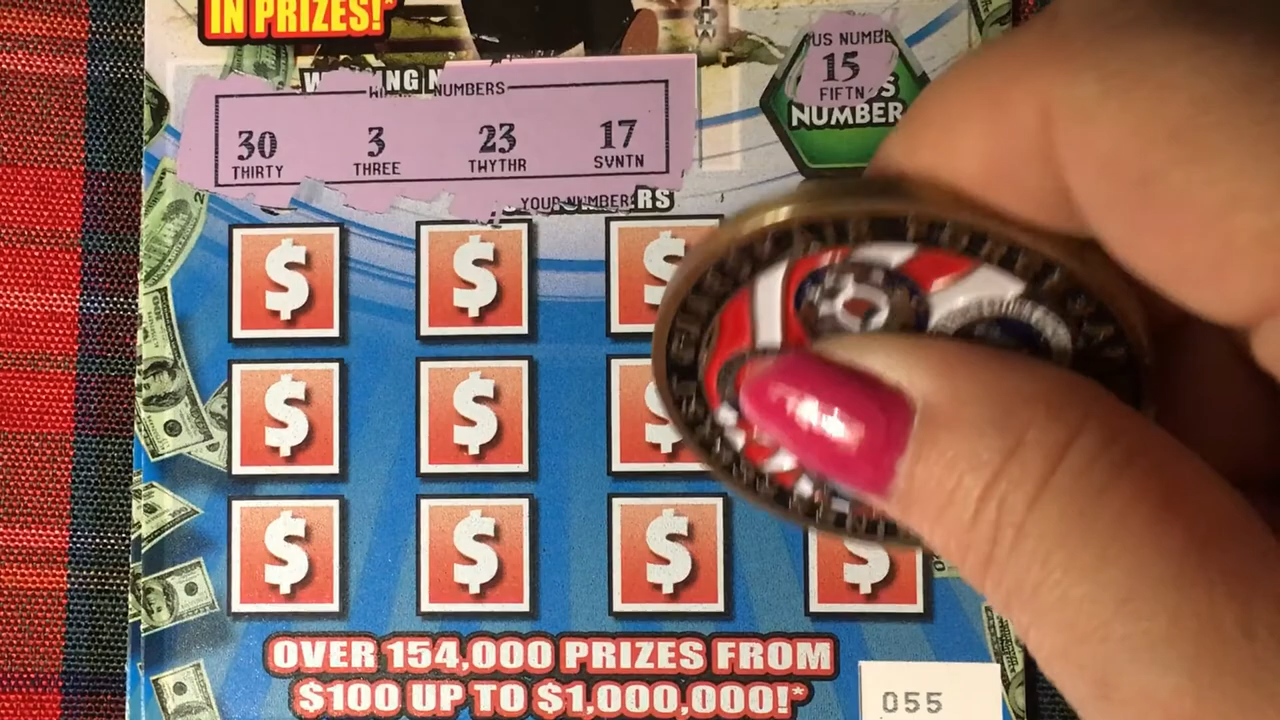 IN PRIZES!*
NUMBERS
30 3 23 17
THIRTY THREE TWYTHR SVNTN
15
FIFTN
NUMBER
YOUR NUMBERS
$ $ $
$ $ $
$ $ $ $
OVER 154,000 PRIZES FROM
$100 UP TO $1,000,000!*
055